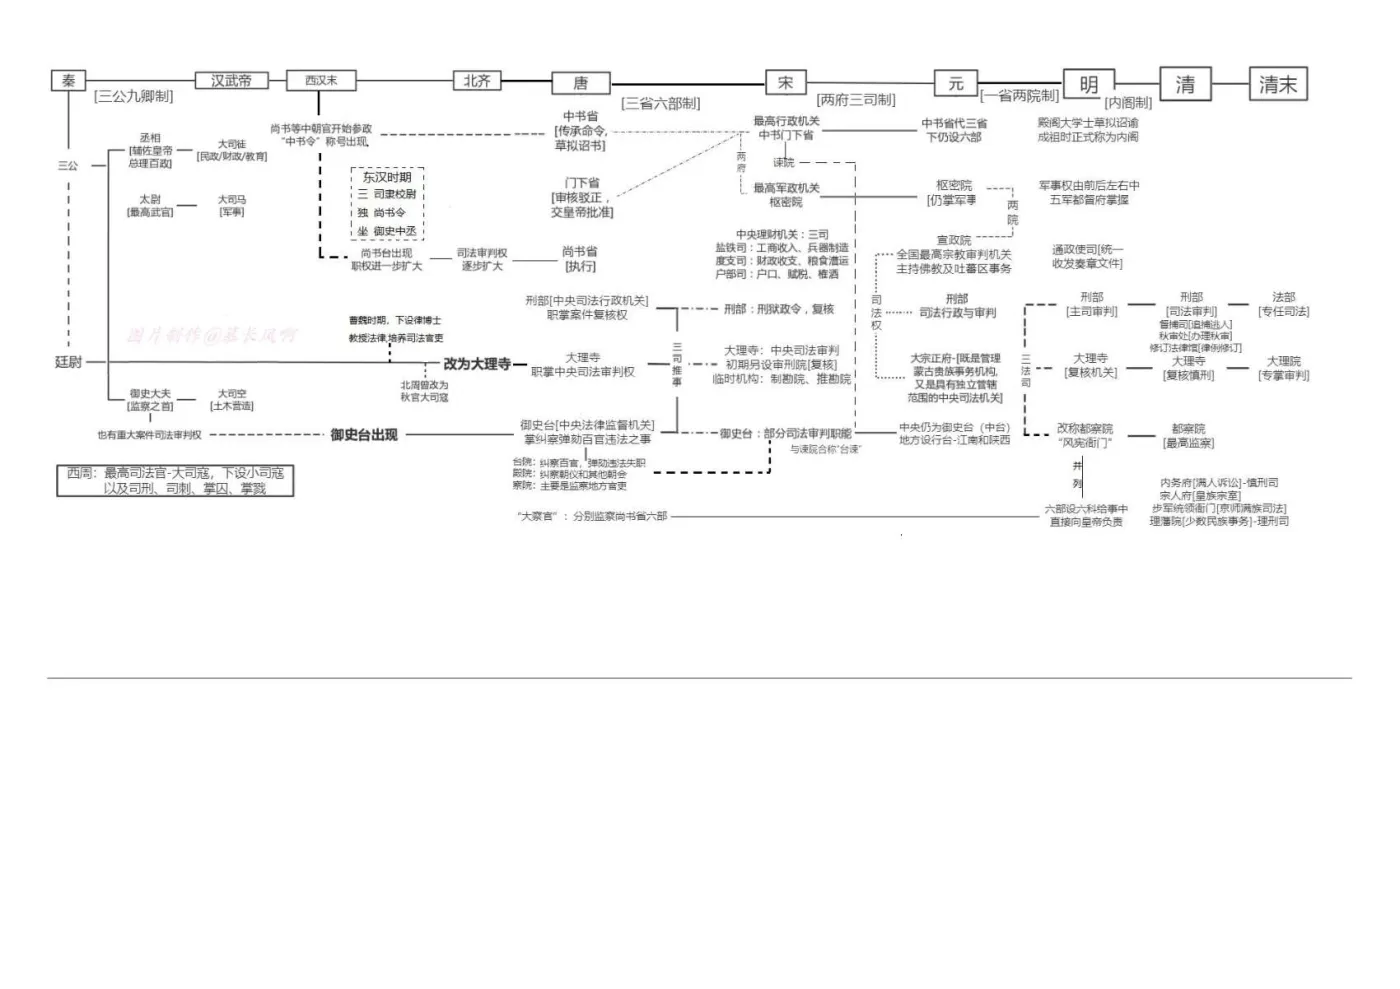 秦
汉武帝
西汉末
北齐
唐
宋
元
明
清
清末
[三公九卿制]
[三省六部制]
[两府三司制]
[一省两院制]
[内阁制]
三公
丞相
[辅佐皇帝
总理百政]
大司徒
[民政/财政/教育]
太尉
[最高武官]
大司马
[军事]
尚书等中朝官开始参政
“中书令”称号出现
东汉时期
三 司隶校尉
独 尚书令
坐 御史中丞
尚书台出现
职权进一步扩大
司法审判权
逐步扩大
中书省
[传承命令,
草拟诏书]
门下省
[审核驳正,
交皇帝批准]
尚书省
[执行]
最高行政机关
中书门下省
两府
谏院
最高军政机关
枢密院
中央理财机关：三司
盐铁司：工商收入、兵器制造
度支司：财政收支、粮食漕运
户部司：户口、赋税、榷酒
中书省代三省
下仍设六部
枢密院
[仍掌军事
两院
宣政院
全国最高宗教审判机关
主持佛教及吐蕃区事务
殿阁大学士草拟诏谕
成祖时正式称为内阁
军事权由前后左右中
五军都督府掌握
通政使司[统一
收发奏章文件]
图片制作@慕长风啊
廷尉
曹魏时期，下设律博士
教授法律,培养司法官吏
改为大理寺
北周曾改为
秋官大司寇
刑部[中央司法行政机关]
职掌案件复核权
大理寺
职掌中央司法审判权
三司推事
刑部：刑狱政令，复核
大理寺：中央司法审判
初期另设审刑院[复核]
临时机构：制勘院、推勘院
司法权
刑部
司法行政与审判
大宗正府-[既是管理
蒙古贵族事务机构,
又是具有独立管辖
范围的中央司法机关]
三法司
刑部
[主司审判]
刑部
[司法审判]
督捕司[追捕逃人]
秋审处[办理秋审]
修订法律馆[律例修订]
法部
[专任司法]
大理寺
[复核机关]
大理寺
[复核慎刑]
大理院
[专掌审判]
御史大夫
[监察之首]
大司空
[土木营造]
也有重大案件司法审判权
御史台出现
御史台[中央法律监督机关]
掌纠察弹劾百官违法之事
台院：纠察百官，弹劾违法失职
殿院：纠察朝仪和其他朝会
察院：主要是监察地方官吏
御史台：部分司法审判职能
与谏院合称“台谏”
中央仍为御史台（中台）
地方设行台-江南和陕西
改称都察院
“风宪衙门”
都察院
[最高监察]
并列
西周：最高司法官-大司寇，下设小司寇
以及司刑、司刺、掌囚、掌戮
“大察官”：分别监察尚书省六部
六部设六科给事中
直接向皇帝负责
内务府[满人诉讼]-慎刑司
宗人府[皇族宗室]
步军统领衙门[京师满族司法]
理藩院[少数民族事务]-理刑司